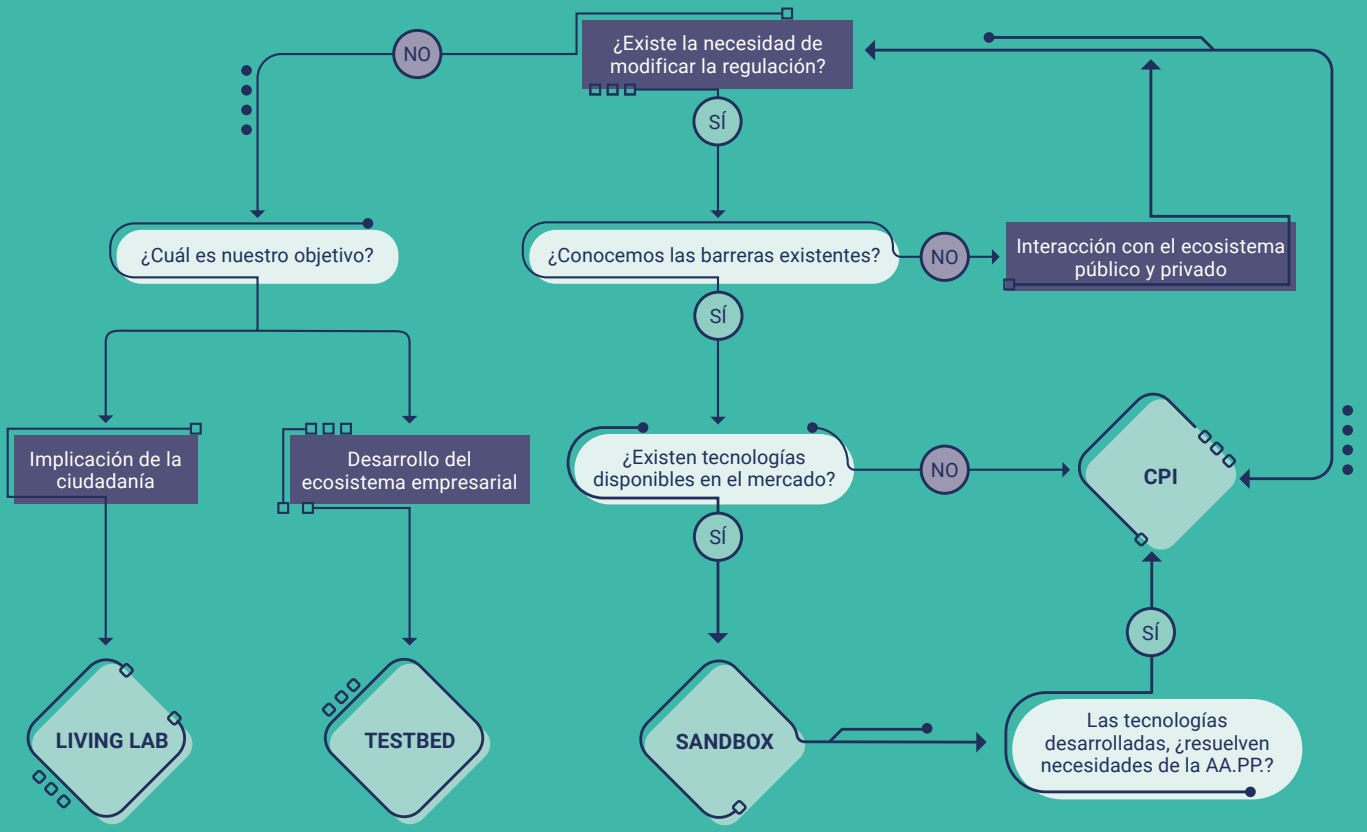 ¿Existe la necesidad de
modificar la regulación?
NO
SÍ
¿Cuál es nuestro objetivo?
¿Conocemos las barreras existentes?
NO
Interacción con el ecosistema
público y privado
SÍ
Implicación de la
ciudadanía
Desarrollo del
ecosistema empresarial
¿Existen tecnologías
disponibles en el mercado?
NO
CPI
SÍ
SÍ
LIVING LAB
TESTBED
SANDBOX
Las tecnologías
desarrolladas, ¿resuelven
necesidades de la AA.PP.?